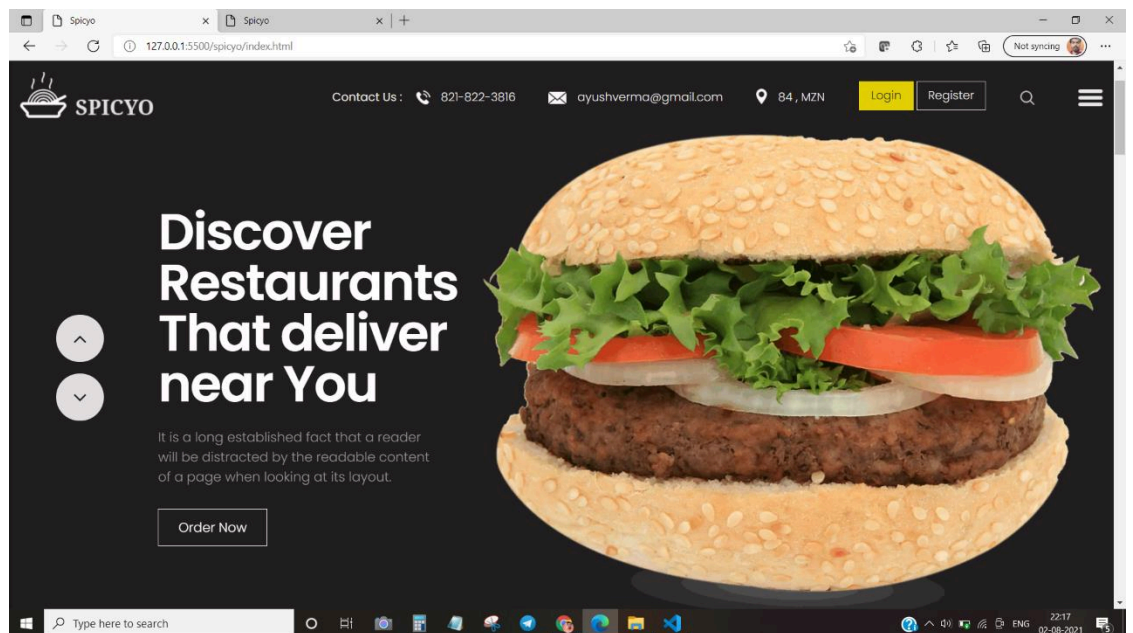 Spicyo
Spicyo
127.0.0.1:5500/spicyo/index.html
Not syncing
SPICYO
Contact Us : 821-822-3816 ayushverma@gmail.com 84 , MZN Login Register
Discover
Restaurants
That deliver
near You
It is a long established fact that a reader
will be distracted by the readable content
of a page when looking at its layout.
Order Now
Type here to search
ENG
22:17
02-08-2021
5